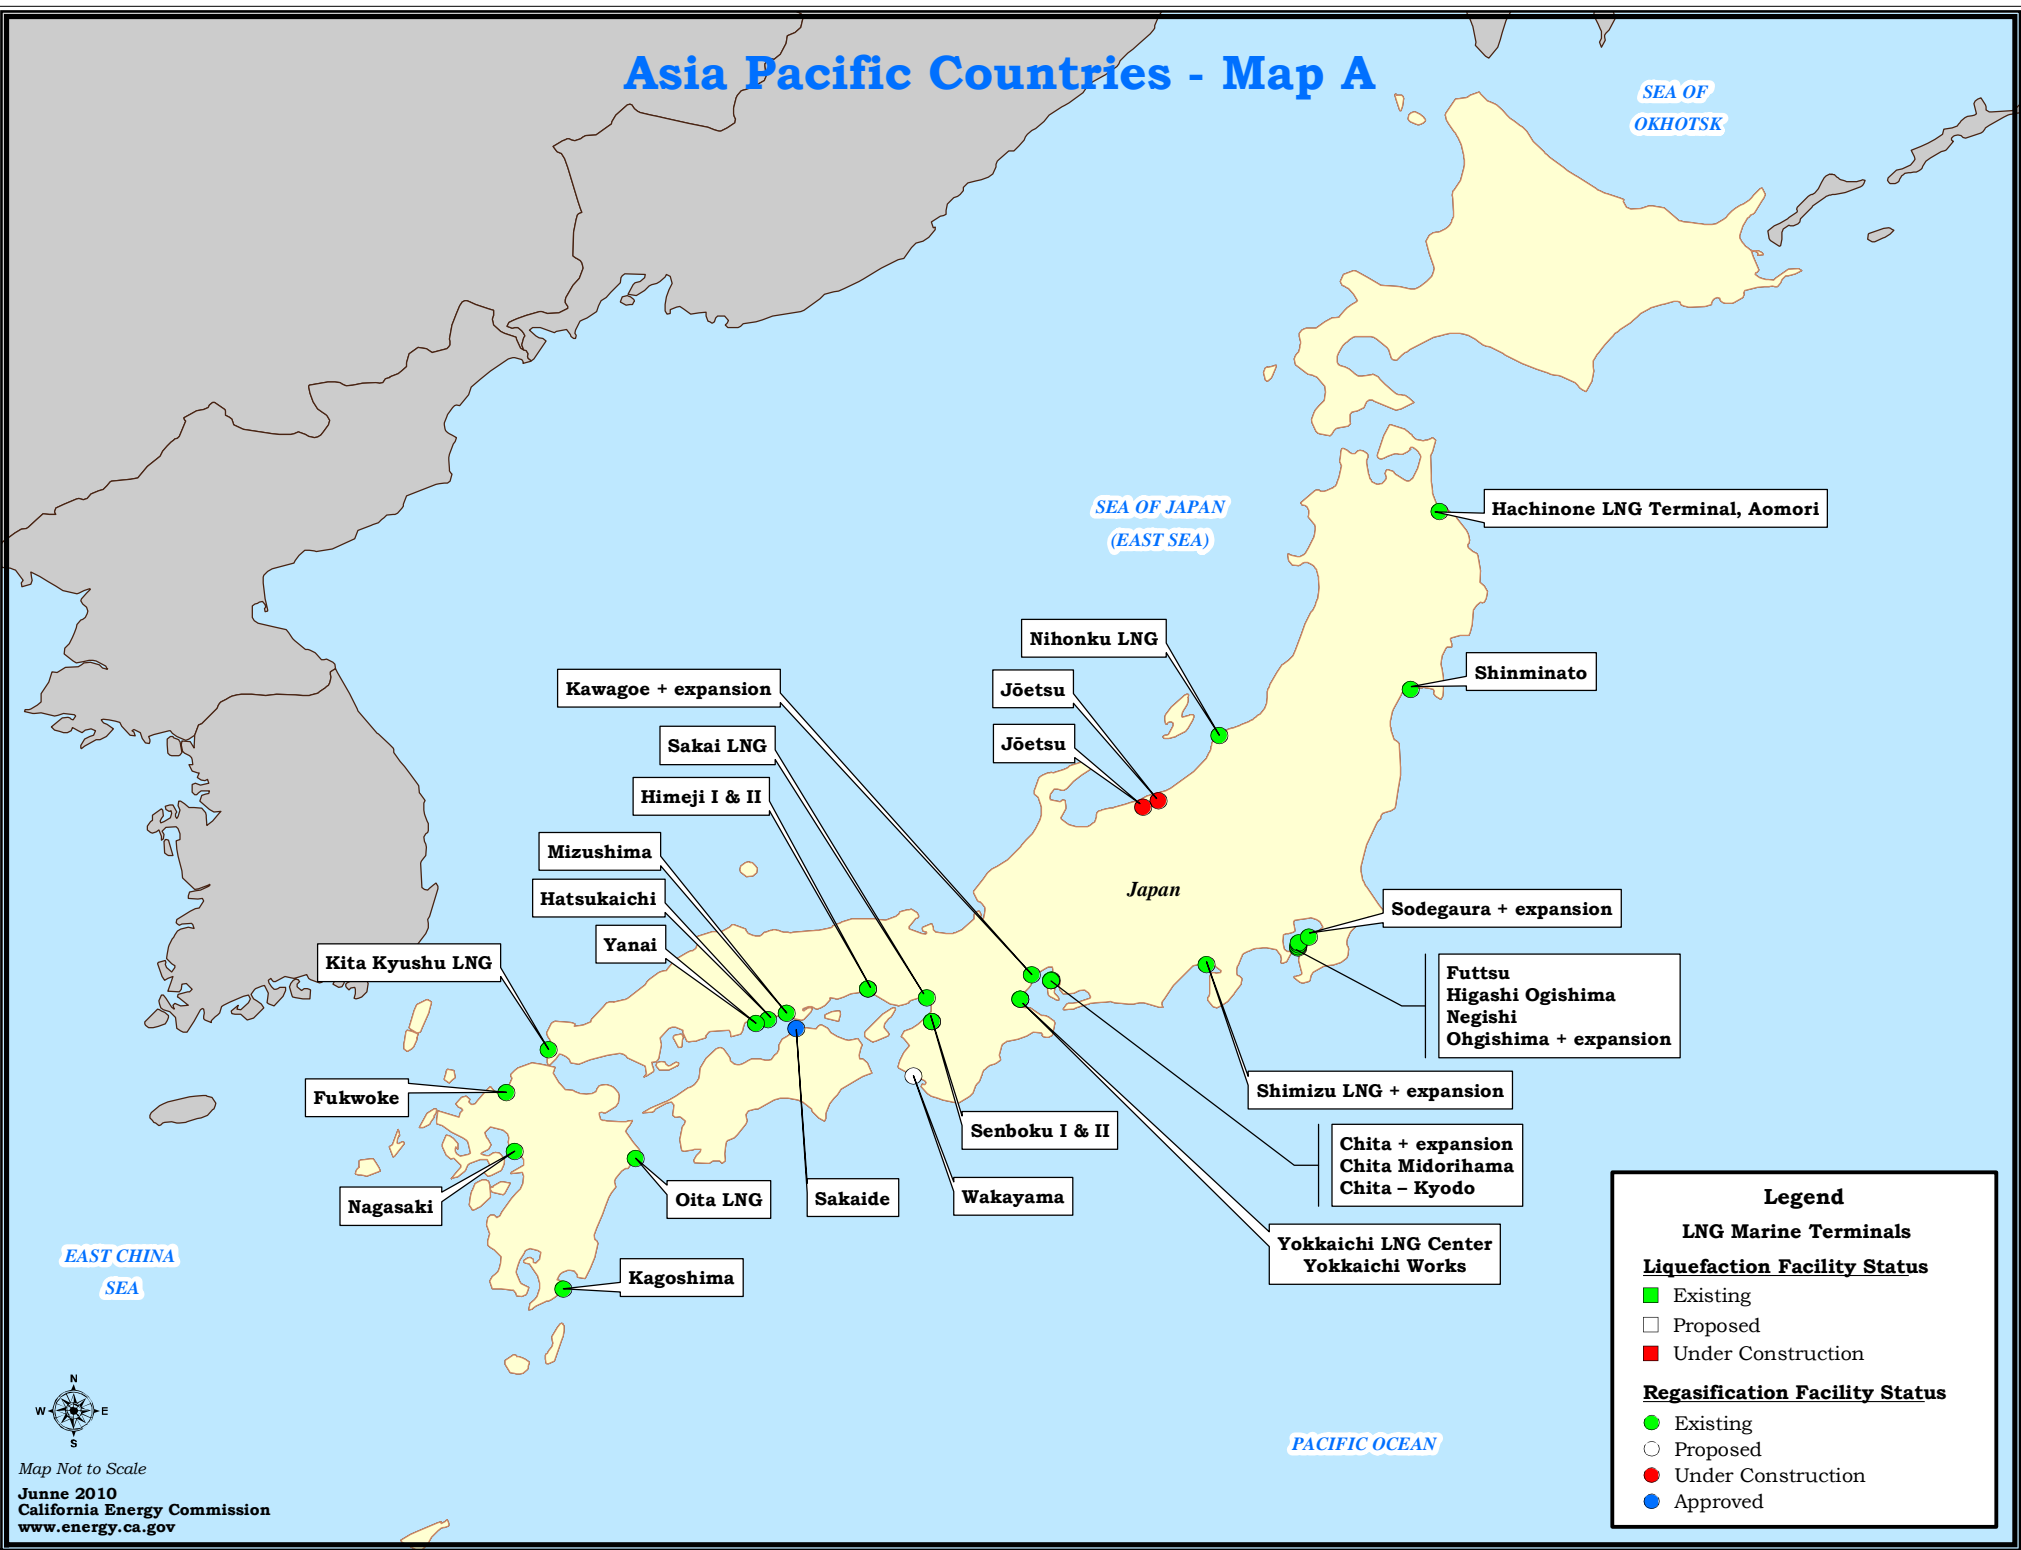 Asia Pacific Countries - Map A
SEA OF
OKHOTSK
SEA OF JAPAN
(EAST SEA)
Hachinone LNG Terminal, Aomori
Nihonku LNG
Shinminato
Kawagoe + expansion
Jōetsu
Sakai LNG
Jōetsu
Himeji I & II
Mizushima
Hatsukaichi
Japan
Sodegaura + expansion
Yanai
Kita Kyushu LNG
Futtsu
Higashi Ogishima
Negishi
Ohgishima + expansion
Fukwoke
Shimizu LNG + expansion
Senboku I & II
Chita + expansion
Chita Midorihama
Chita – Kyodo
Nagasaki
Oita LNG
Sakaide
Wakayama
Yokkaichi LNG Center
Yokkaichi Works
EAST CHINA
SEA
Kagoshima
PACIFIC OCEAN
Legend
LNG Marine Terminals
Liquefaction Facility Status
Existing
Proposed
Under Construction
Regasification Facility Status
Existing
Proposed
Under Construction
Approved
N
W E
S
Map Not to Scale
Junne 2010
California Energy Commission
www.energy.ca.gov